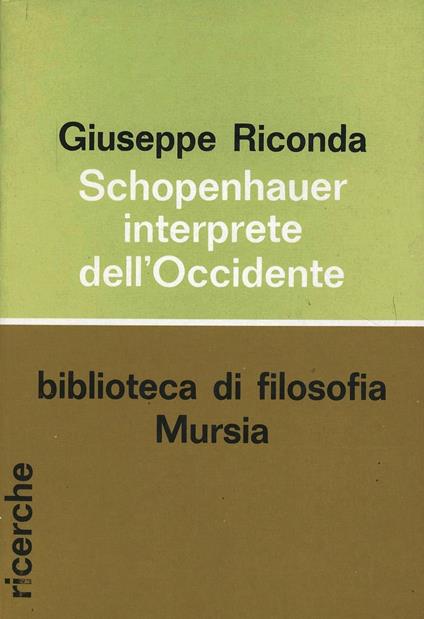 Giuseppe Riconda
Schopenhauer
interprete
dell'Occidente
biblioteca di filosofia
Mursia
ricerche